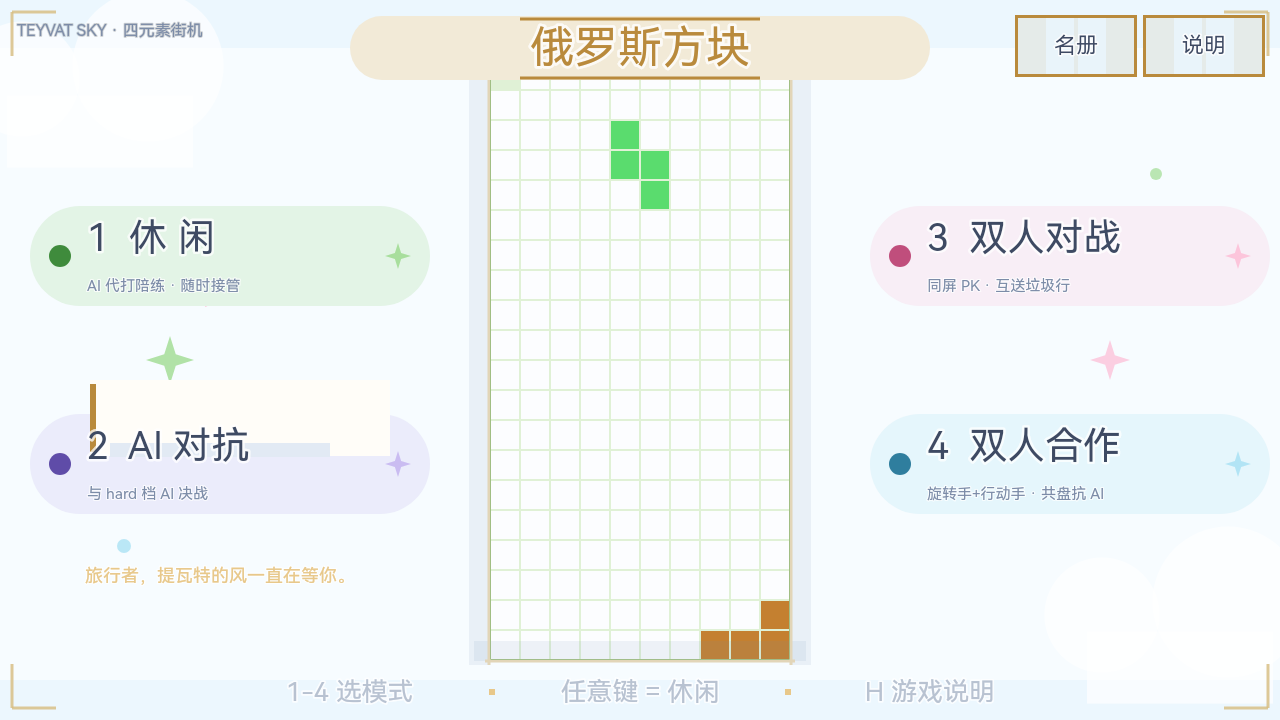 TEYVAT SKY · 四元素街机
俄罗斯方块
名册
说明
1 休 闲
AI 代打陪练 · 随时接管
2 AI 对抗
与 hard 档 AI 决战
旅行者，提瓦特的风一直在等你。
3 双人对战
同屏 PK · 互送垃圾行
4 双人合作
旋转手+行动手 · 共盘抗 AI
1-4 选模式
任意键 = 休闲
H 游戏说明